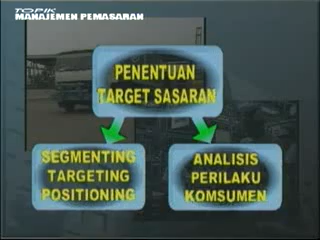 TOPIK
MANAJEMEN PEMASARAN
PENENTUAN
TARGET SASARAN
SEGMENTING
TARGETING
POSITIONING
ANALISIS
PERILAKU
KOMSUMEN